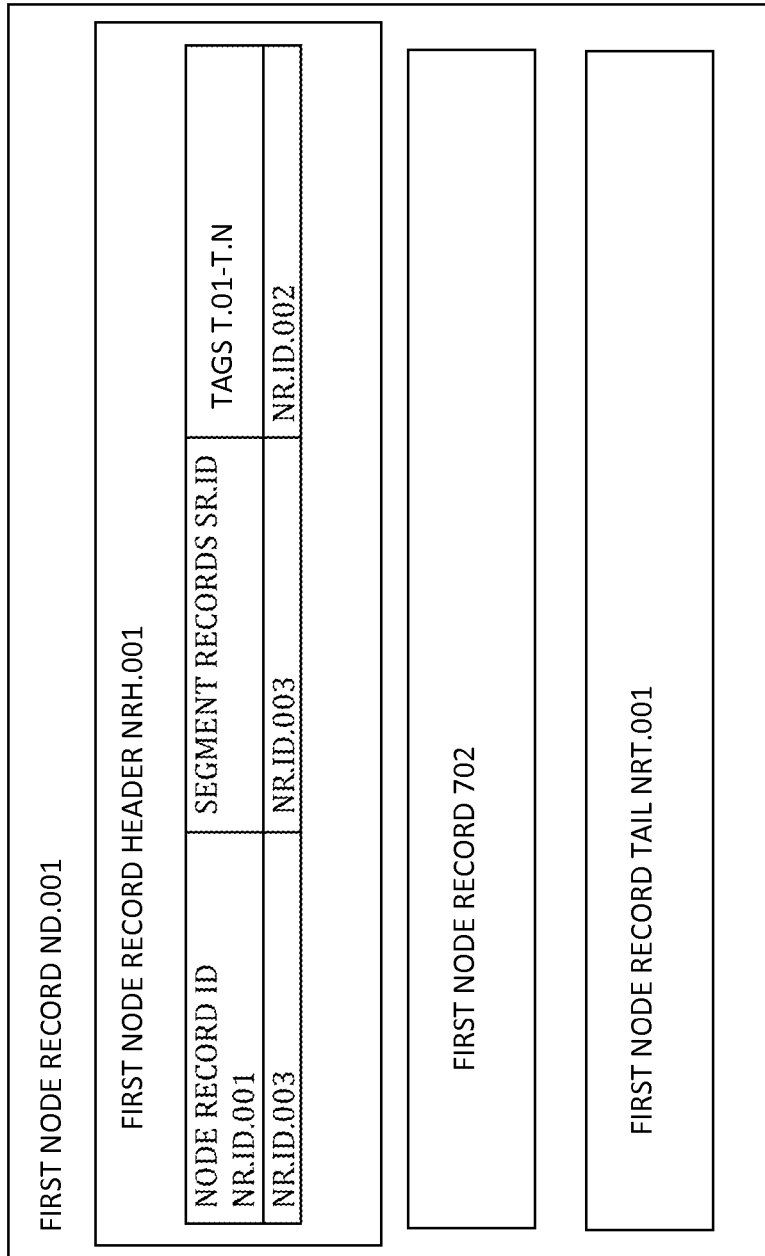 FIRST NODE RECORD ND.001
FIRST NODE RECORD HEADER NRH.001
NODE RECORD ID
NR.ID.001
SEGMENT RECORDS SR.ID
TAGS T.01-T.N
NR.ID.003
NR.ID.003
NR.ID.002
FIRST NODE RECORD 702
FIRST NODE RECORD TAIL NRT.001